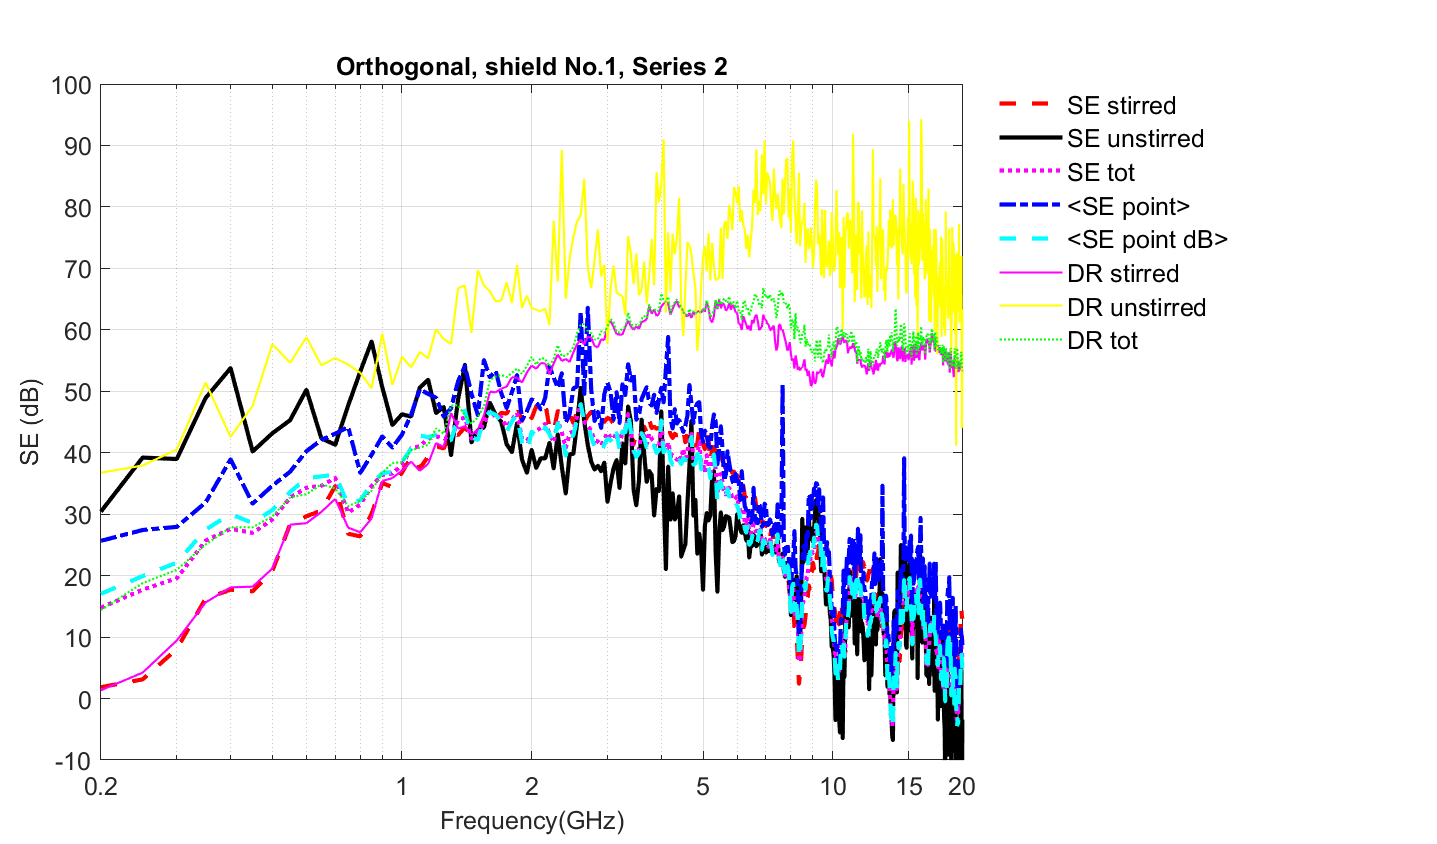 Orthogonal, shield No.1, Series 2
100
90
80
70
60
50
40
30
20
10
0
-10
SE (dB)
0.2
1
2
5
10
15
20
Frequency(GHz)
SE stirred
SE unstirred
SE tot
<SE point>
<SE point dB>
DR stirred
DR unstirred
DR tot